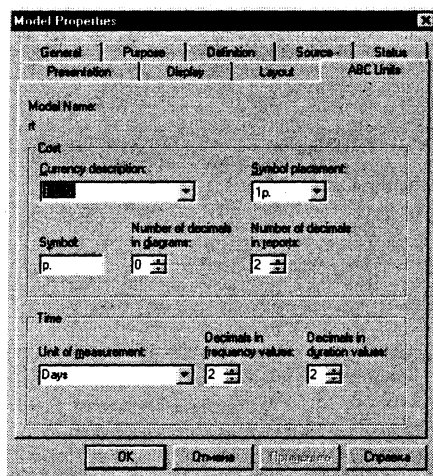 Model Properties
General Purpose Definition Source Status
Presentation Display Layout ABC Units
Model Name:
rt
Cost
Currency description: Symbol placement:
1р.
Number of decimals Number of decimals
Symbol: in diagrams: in reports:
р. 0 2
Time
Decimals in Decimals in
Unit of measurement: frequency values: duration values:
Days 2 2
OK Отмена Применить Справка